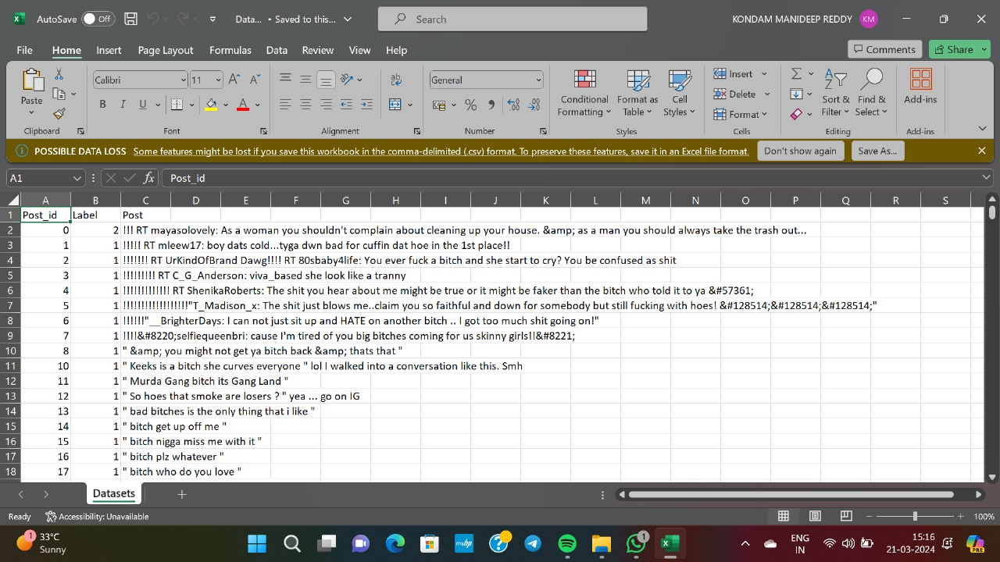 AutoSave Off Data... • Saved to this... Search KONDAM MANIDEEP REDDY KM
File Home Insert Page Layout Formulas Data Review View Help Comments Share
Paste Calibri 11 General Conditional Formatting Format as Table Cell Styles Insert Delete Format Sort & Filter Find & Select Add-ins
B I U
Clipboard Font Alignment Number Styles Cells Editing Add-ins
POSSIBLE DATA LOSS Some features might be lost if you save this workbook in the comma-delimited (.csv) format. To preserve these features, save it in an Excel file format. Don't show again Save As...
A1 fx Post_id
A B C D E F G H I J K L M N O P Q R S
1 Post_id Label Post
2 0 2 !!! RT mayasolovely: As a woman you shouldn't complain about cleaning up your house. &amp; as a man you should always take the trash out...
3 1 1 !!!!! RT mleew17: boy dats cold...tyga dwn bad for cuffin dat hoe in the 1st place!!
4 2 1 !!!!!!! RT UrKindOfBrand Dawg!!!! RT 80sbaby4life: You ever fuck a bitch and she start to cry? You be confused as shit
5 3 1 !!!!!!!!! RT C_G_Anderson: viva_based she look like a tranny
6 4 1 !!!!!!!!!!!!! RT ShenikaRoberts: The shit you hear about me might be true or it might be faker than the bitch who told it to ya &#57361;
7 5 1 !!!!!!!!!!!!!!!!!!"T_Madison_x: The shit just blows me..claim you so faithful and down for somebody but still fucking with hoes! &#128514;&#128514;&#128514;"
8 6 1 !!!!!!"__BrighterDays: I can not just sit up and HATE on another bitch .. I got too much shit going on!"
9 7 1 !!!!&#8220;selfiequeenbri: cause I'm tired of you big bitches coming for us skinny girls!!&#8221;
10 8 1 " &amp; you might not get ya bitch back &amp; thats that "
11 10 1 " Keeks is a bitch she curves everyone " lol I walked into a conversation like this. Smh
12 11 1 " Murda Gang bitch its Gang Land "
13 12 1 " So hoes that smoke are losers ? " yea ... go on IG
14 13 1 " bad bitches is the only thing that i like "
15 14 1 " bitch get up off me "
16 15 1 " bitch nigga miss me with it "
17 16 1 " bitch plz whatever "
18 17 1 " bitch who do you love "
Datasets
Ready Accessibility: Unavailable 100%
1 33°C Sunny myhp 1 ENG IN 15:16 21-03-2024 PRE